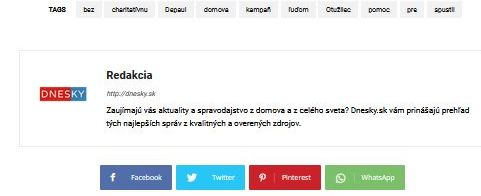 TAGS bez charitatívnu Depaul domova kampaň ľuďom Otužilec pomoc pre spustil
Redakcia
DNESKY
http://dnesky.sk
Zaujímajú vás aktuality a spravodajstvo z domova a z celého sveta? Dnesky.sk vám prinášajú prehľad
tých najlepších správ z kvalitných a overených zdrojov.
Facebook Twitter Pinterest WhatsApp